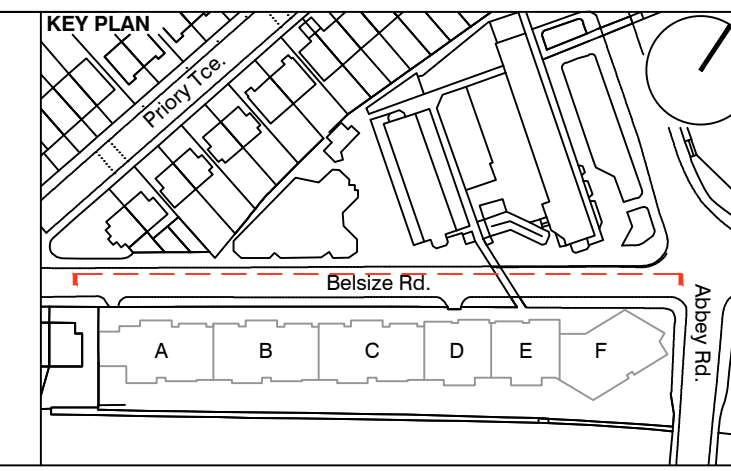 KEY PLAN
Priory Tce.
Belsize Rd.
Abbey Rd.
A
B
C
D
E
F